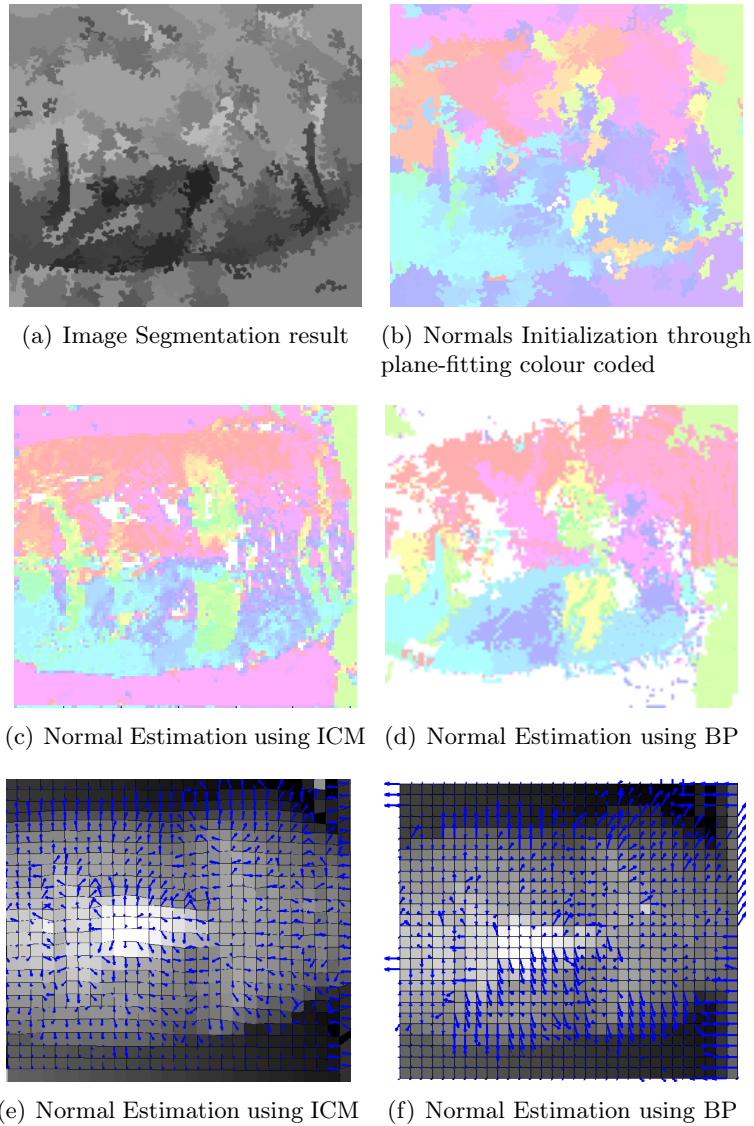 (a) Image Segmentation result
(b) Normals Initialization through
plane-fitting colour coded
(c) Normal Estimation using ICM
(d) Normal Estimation using BP
(e) Normal Estimation using ICM
(f) Normal Estimation using BP